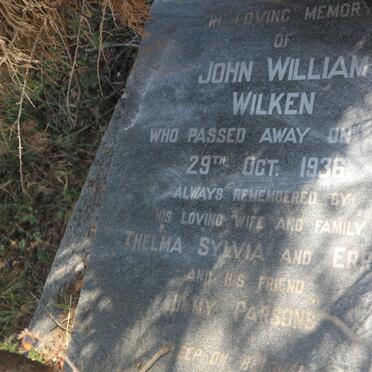 IN LOVING MEMORY
OF
JOHN WILLIAM
WILKEN
WHO PASSED AWAY ON
29TH OCT. 1936
ALWAYS REMEMBERED BY
HIS LOVING WIFE AND FAMILY
THELMA SYLVIA AND
AND HIS FRIEND
PARSONS